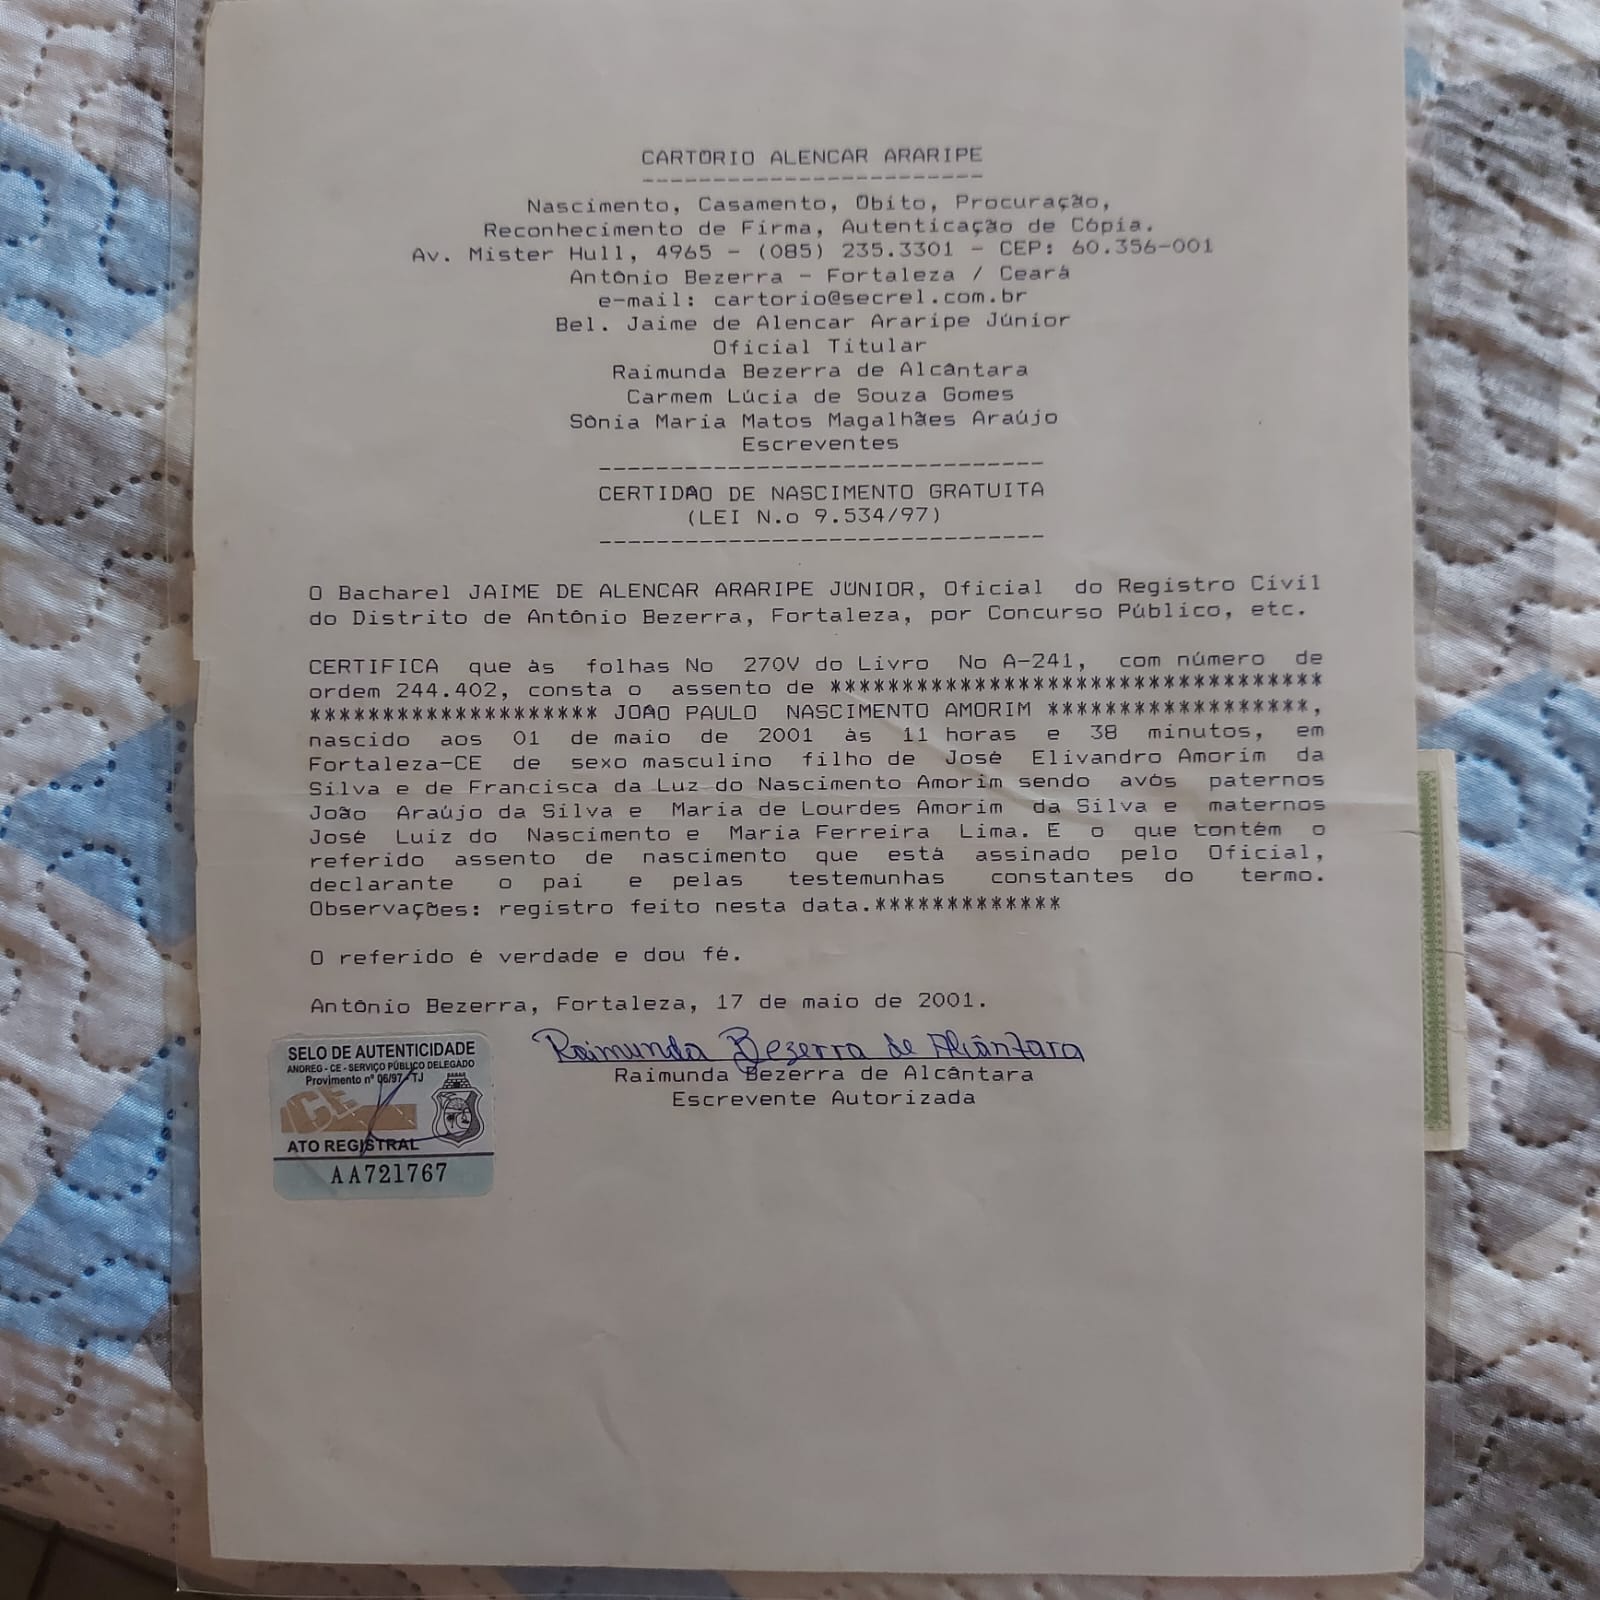 CARTORIO ALENCAR ARARIPE
------------------------
Nascimento, Casamento, Obito, Procuração,
Reconhecimento de Firma, Autenticação de Cópia.
Av. Mister Hull, 4965 - (085) 235.3301 - CEP: 60.356-001
Antônio Bezerra - Fortaleza / Ceará
e-mail: cartorio@secrel.com.br
Bel. Jaime de Alencar Araripe Júnior
Oficial Titular
Raimunda Bezerra de Alcântara
Carmem Lúcia de Souza Gomes
Sônia Maria Matos Magalhães Araújo
Escreventes
-------------------------------
CERTIDAO DE NASCIMENTO GRATUITA
(LEI N.o 9.534/97)
-------------------------------
O Bacharel JAIME DE ALENCAR ARARIPE JUNIOR, Oficial do Registro Cívil
do Distrito de Antônio Bezerra, Fortaleza, por Concurso Público, etc.
CERTIFICA que às folhas No 270V do Livro No A-241, com número de
ordem 244.402, consta o assento de **********************************
******************** JOAO PAULO NASCIMENTO AMORIM ******************,
nascido aos 01 de maio de 2001 às 11 horas e 38 minutos, em
Fortaleza-CE de sexo masculino filho de José Elivandro Amorim da
Silva e de Francisca da Luz do Nascimento Amorim sendo avós paternos
João Araújo da Silva e Maria de Lourdes Amorim da Silva e maternos
José Luiz do Nascimento e Maria Ferreira Lima. E o que contém o
referido assento de nascimento que está assinado pelo Oficial,
declarante o pai e pelas testemunhas constantes do termo.
Observações: registro feito nesta data.*************
O referido é verdade e dou fé.
Antônio Bezerra, Fortaleza, 17 de maio de 2001.
Raimunda Bezerra de Alcântara
Raimunda Bezerra de Alcântara
Escrevente Autorizada
SELO DE AUTENTICIDADE
ANOREG - CE - SERVIÇO PÚBLICO DELEGADO
Provimento nº 06/97 - TJ
CE
ATO REGISTRAL
AA721767